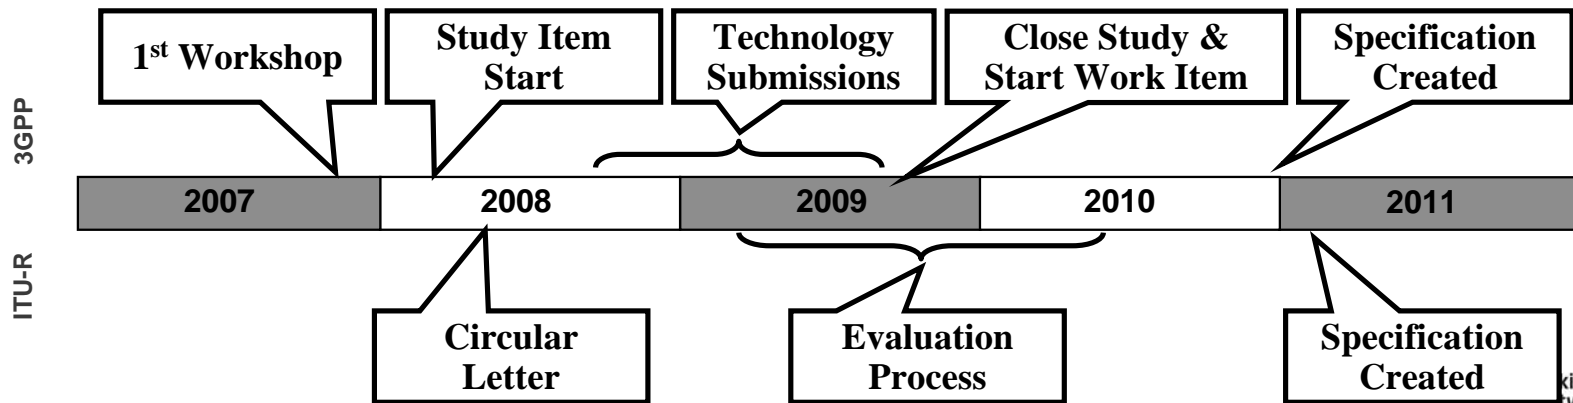 1st Workshop
Study Item
Start
Technology
Submissions
Close Study &
Start Work Item
Specification
Created
3GPP
2007
2008
2009
2010
2011
ITU-R
Circular
Letter
Evaluation
Process
Specification
Created